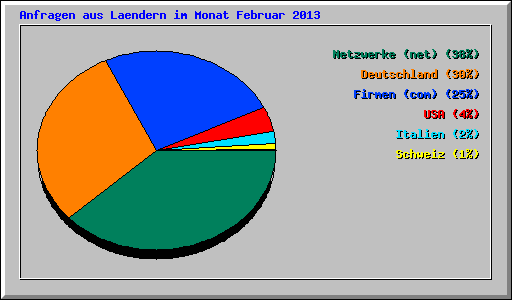 Anfragen aus Laendern im Monat Februar 2013
Netzwerke (net) (38%)
Deutschland (30%)
Firmen (com) (25%)
USA (4%)
Italien (2%)
Schweiz (1%)